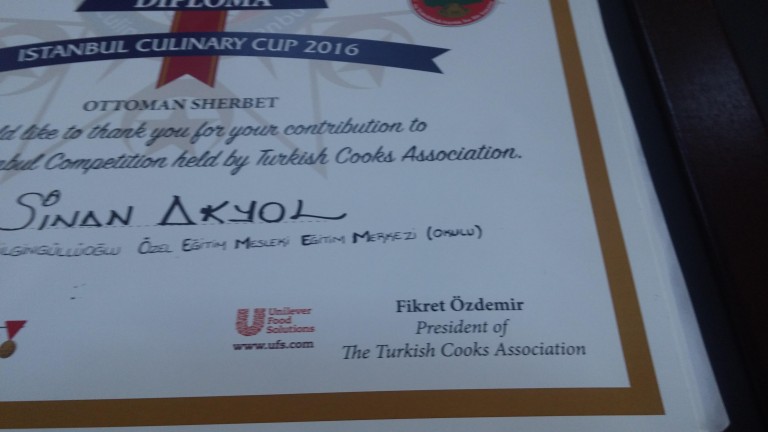 DIPLOMA
ISTANBUL CULINARY CUP 2016
OTTOMAN SHERBET
like to thank you for your contribution to
Competition held by Turkish Cooks Association.
SİNAN AKYOL
ÖZEL EĞİTİM MESLEKİ EĞİTİM MERKEZİ (OKULU)
Unilever
Food
Solutions
www.ufs.com
Fikret Özdemir
President of
The Turkish Cooks Association